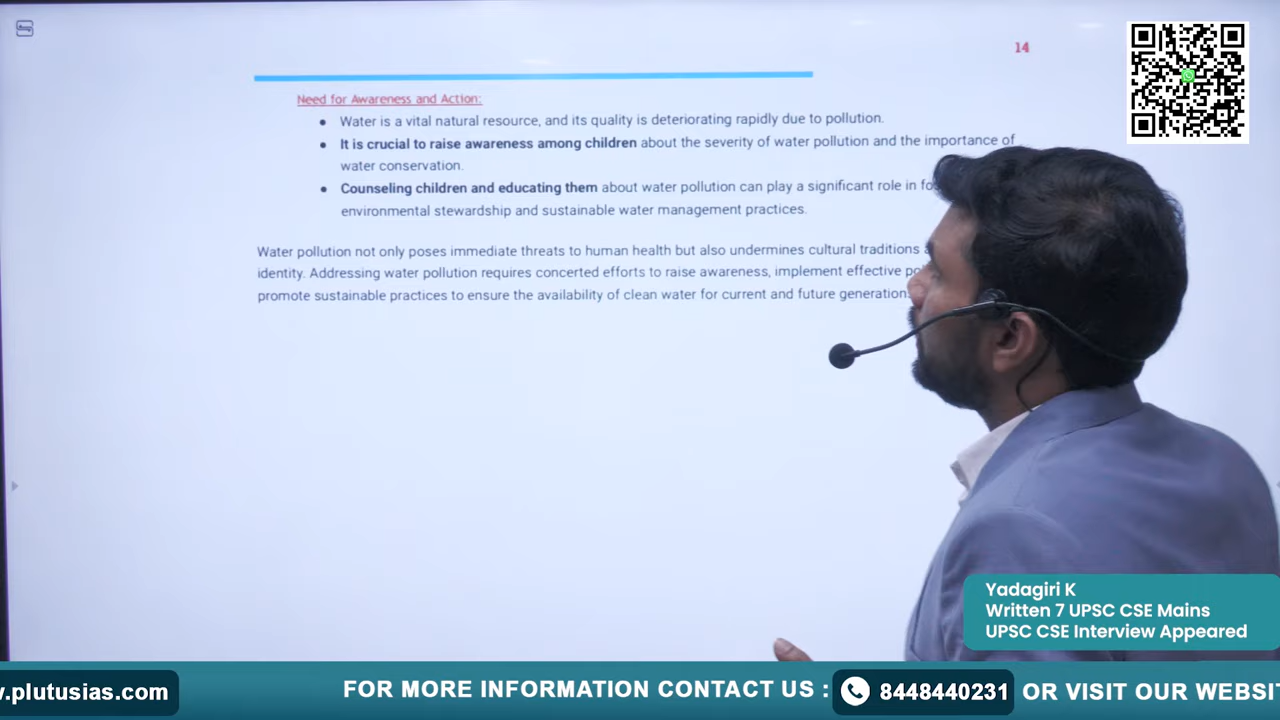 14
Need for Awareness and Action:
• Water is a vital natural resource, and its quality is deteriorating rapidly due to pollution.
• It is crucial to raise awareness among children about the severity of water pollution and the importance of
water conservation.
• Counseling children and educating them about water pollution can play a significant role in
environmental stewardship and sustainable water management practices.
Water pollution not only poses immediate threats to human health but also undermines cultural traditions
identity. Addressing water pollution requires concerted efforts to raise awareness, implement effective
promote sustainable practices to ensure the availability of clean water for current and future generation
Yadagiri K
Written 7 UPSC CSE Mains
UPSC CSE Interview Appeared
.plutusias.com FOR MORE INFORMATION CONTACT US : 8448440231 OR VISIT OUR